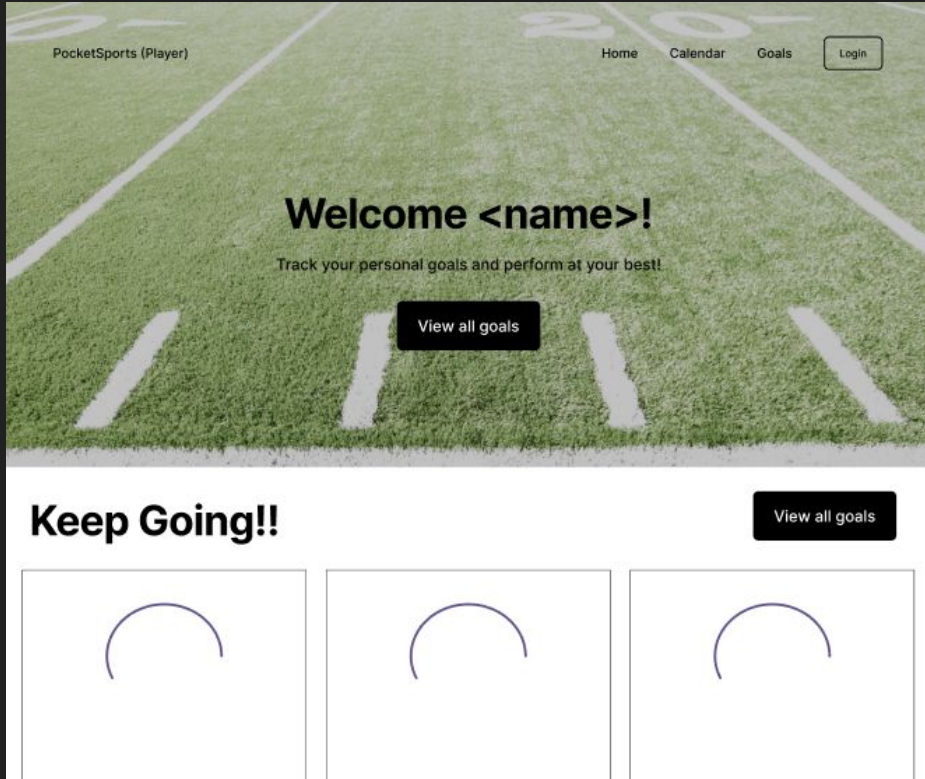 PocketSports (Player)
Home
Calendar
Goals
Login
Welcome <name>!
Track your personal goals and perform at your best!
View all goals
Keep Going!!
View all goals